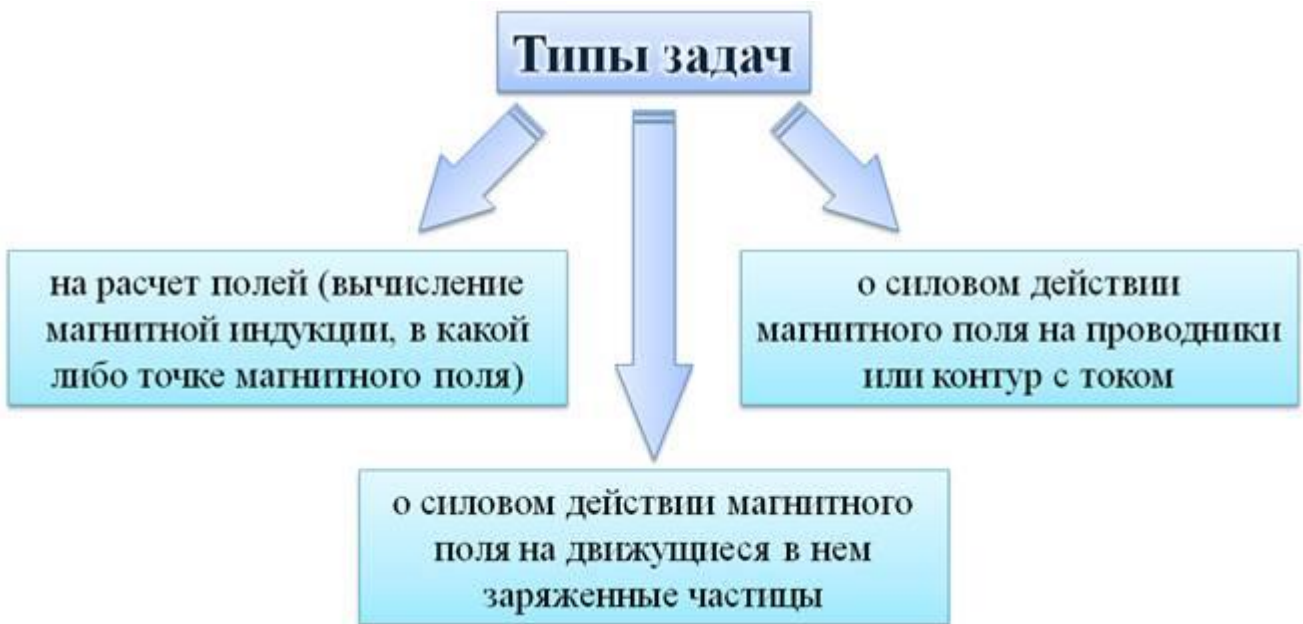 Типы задач
на расчет полей (вычисление
магнитной индукции, в какой
либо точке магнитного поля)
о силовом действии
магнитного поля на проводники
или контур с током
о силовом действии магнитного
поля на движущиеся в нем
заряженные частицы